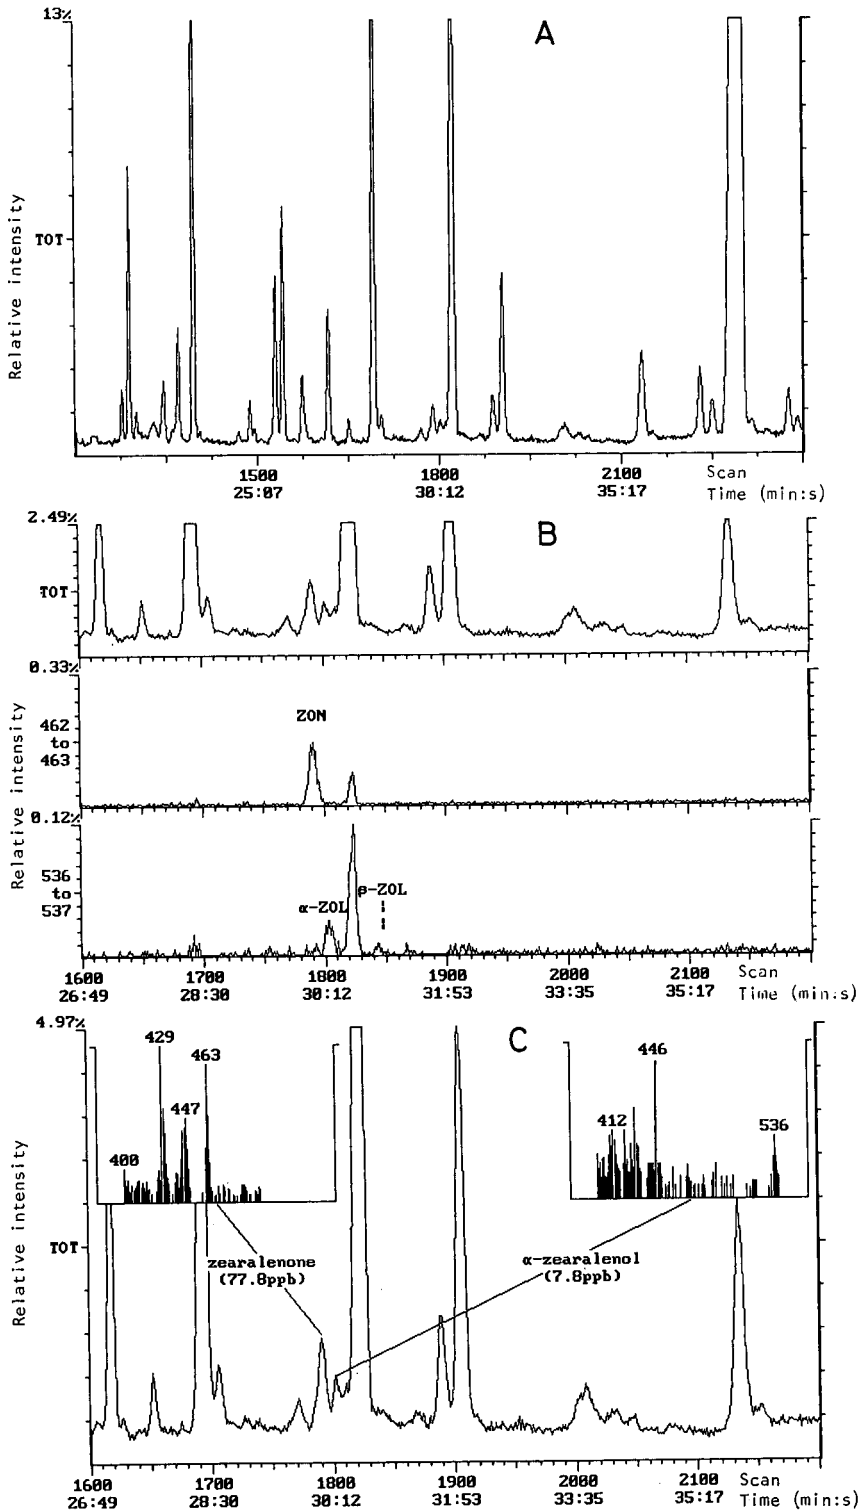 13%
A
Relative intensity
TOT
1500 1800 2100 Scan
25:07 30:12 35:17 Time (min:s)
2.49%
B
TOT
0.33%
Relative intensity
ZON
462
to
463
0.12%
536
to
537
α-ZOL
β-ZOL
1600 1700 1800 1900 2000 2100 Scan
26:49 28:30 30:12 31:53 33:35 35:17 Time (min:s)
4.97%
C
429
463
447
400
446
412
536
Relative intensity
TOT
zearalenone
(77.8ppb)
α-zearalenol
(7.8ppb)
1600 1700 1800 1900 2000 2100 Scan
26:49 28:30 30:12 31:53 33:35 35:17 Time (min:s)